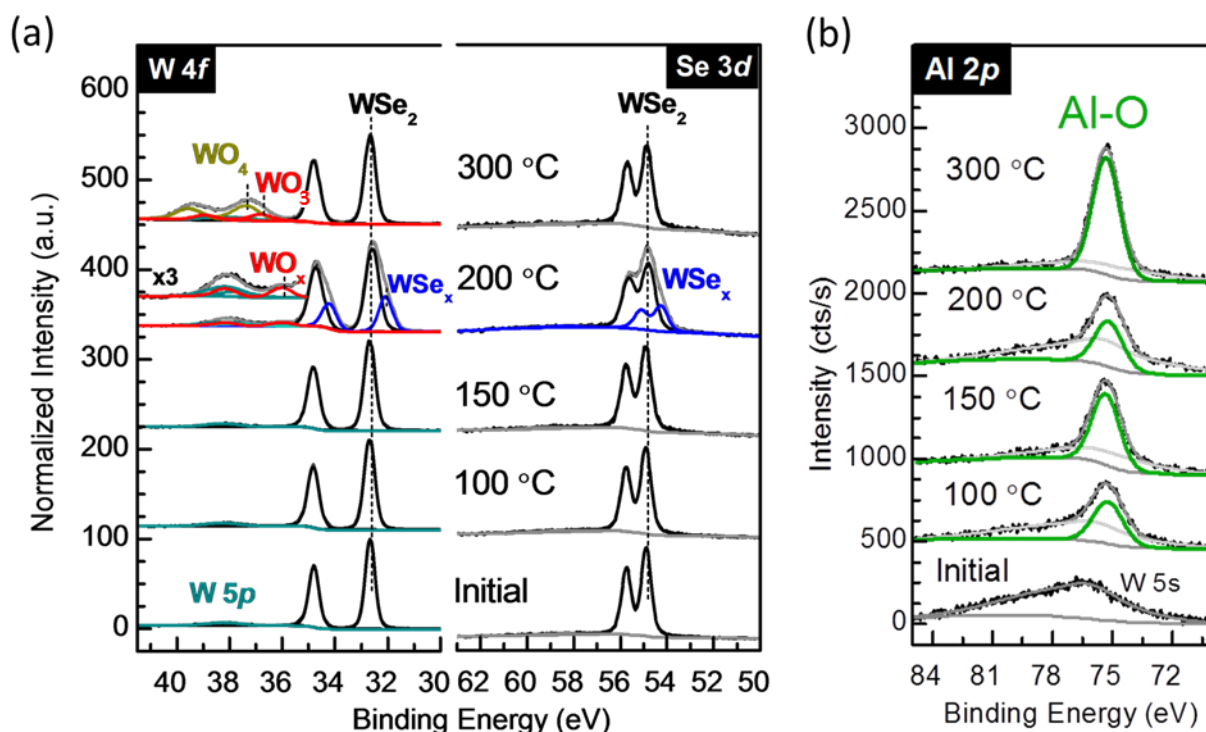 (a)
W 4f
Se 3d
600
500
400
300
200
100
0
Normalized Intensity (a.u.)
WSe₂
WSe₂
WO₄
WO₃
300 °C
x3
WOₓ
WSeₓ
WSeₓ
200 °C
150 °C
100 °C
W 5p
Initial
40 38 36 34 32 30 62 60 58 56 54 52 50
Binding Energy (eV)
(b)
Al 2p
Al-O
3000
2500
2000
1500
1000
500
0
Intensity (cts/s)
300 °C
200 °C
150 °C
100 °C
Initial
W 5s
84 81 78 75 72
Binding Energy (eV)